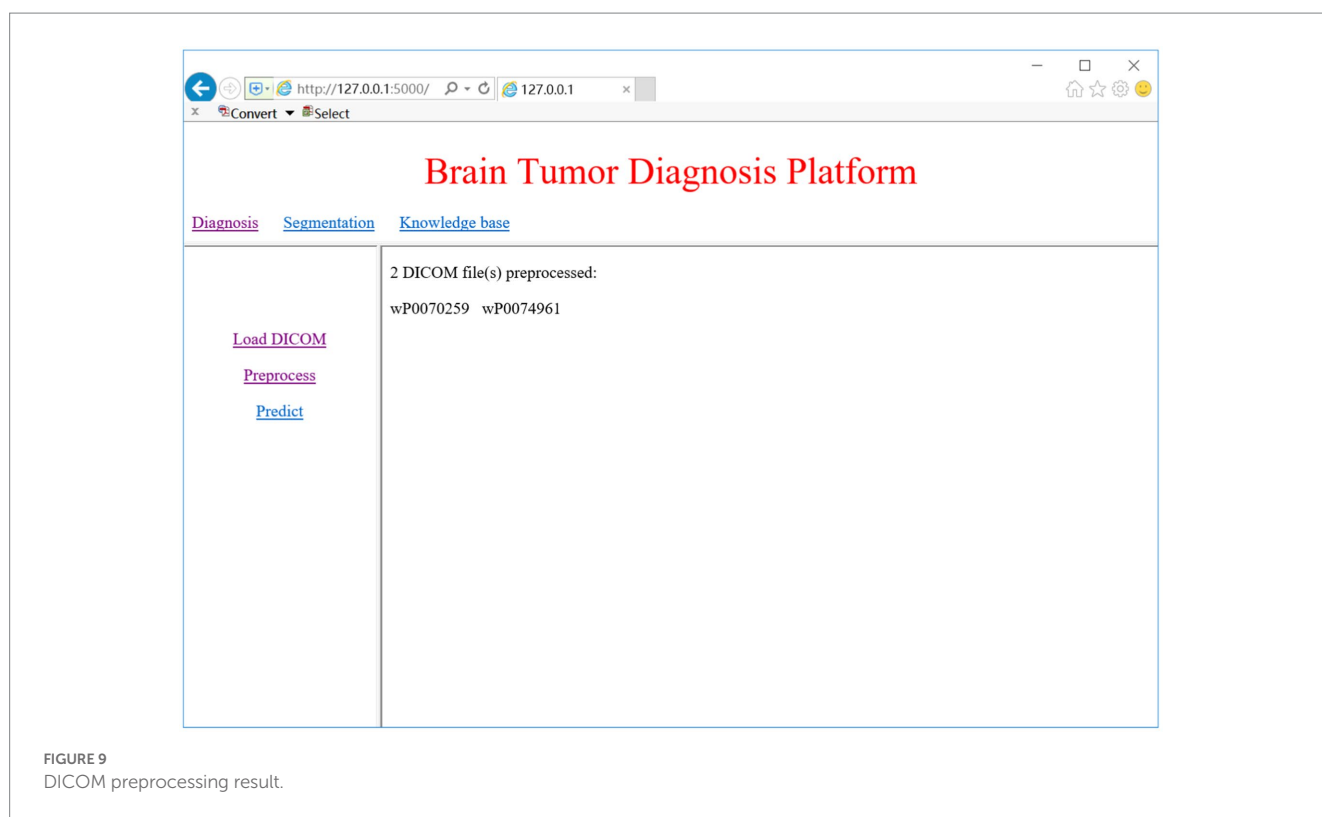 http://127.0.0.1:5000/ 127.0.0.1 ×
x Convert Select
Brain Tumor Diagnosis Platform
Diagnosis Segmentation Knowledge base
2 DICOM file(s) preprocessed:
wP0070259 wP0074961
Load DICOM
Preprocess
Predict
FIGURE 9
DICOM preprocessing result.